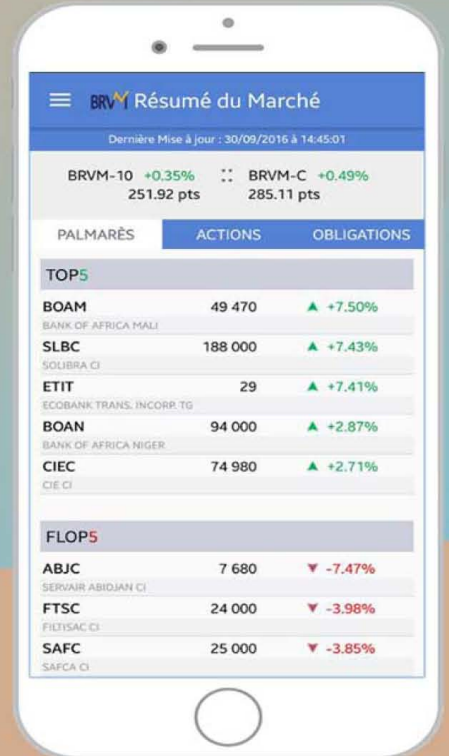 BRVM Résumé du Marché
Dernière Mise à jour : 30/09/2016 à 14:45:01
BRVM-10 +0.35% :: BRVM-C +0.49%
251.92 pts 285.11 pts
PALMARÈS ACTIONS OBLIGATIONS
TOP5
BOAM 49 470 +7.50%
BANK OF AFRICA MALI
SLBC 188 000 +7.43%
SOLIBRA CI
ETIT 29 +7.41%
ECOBANK TRANS. INCORP. TG
BOAN 94 000 +2.87%
BANK OF AFRICA NIGER
CIEC 74 980 +2.71%
CIE CI
FLOP5
ABJC 7 680 -7.47%
SERVAIR ABIDJAN CI
FTSC 24 000 -3.98%
FILTISAC CI
SAFC 25 000 -3.85%
SAFCA CI